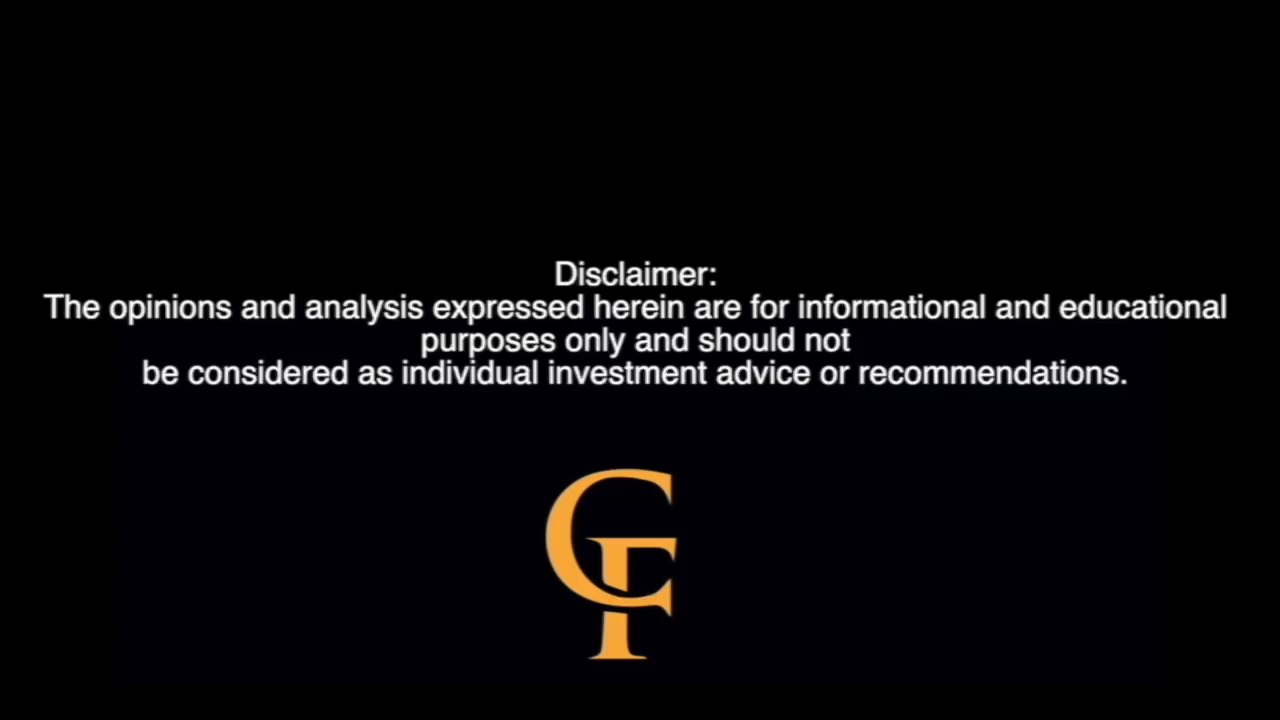 Disclaimer:
The opinions and analysis expressed herein are for informational and educational
purposes only and should not
be considered as individual investment advice or recommendations.
CF